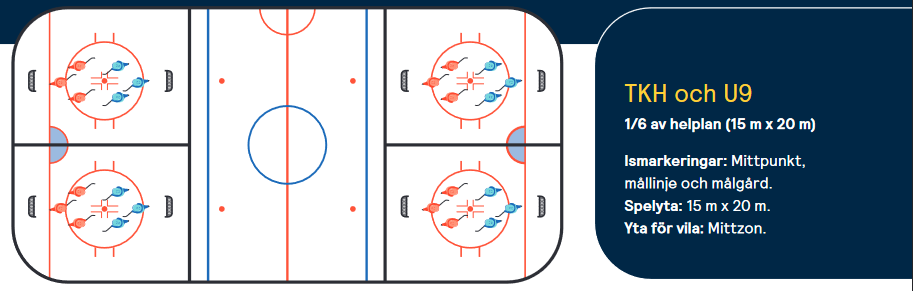 TKH och U9
1/6 av helplan (15 m x 20 m)
Ismarkeringar: Mittpunkt,
mållinje och målgård.
Spelyta: 15 m x 20 m.
Yta för vila: Mittzon.